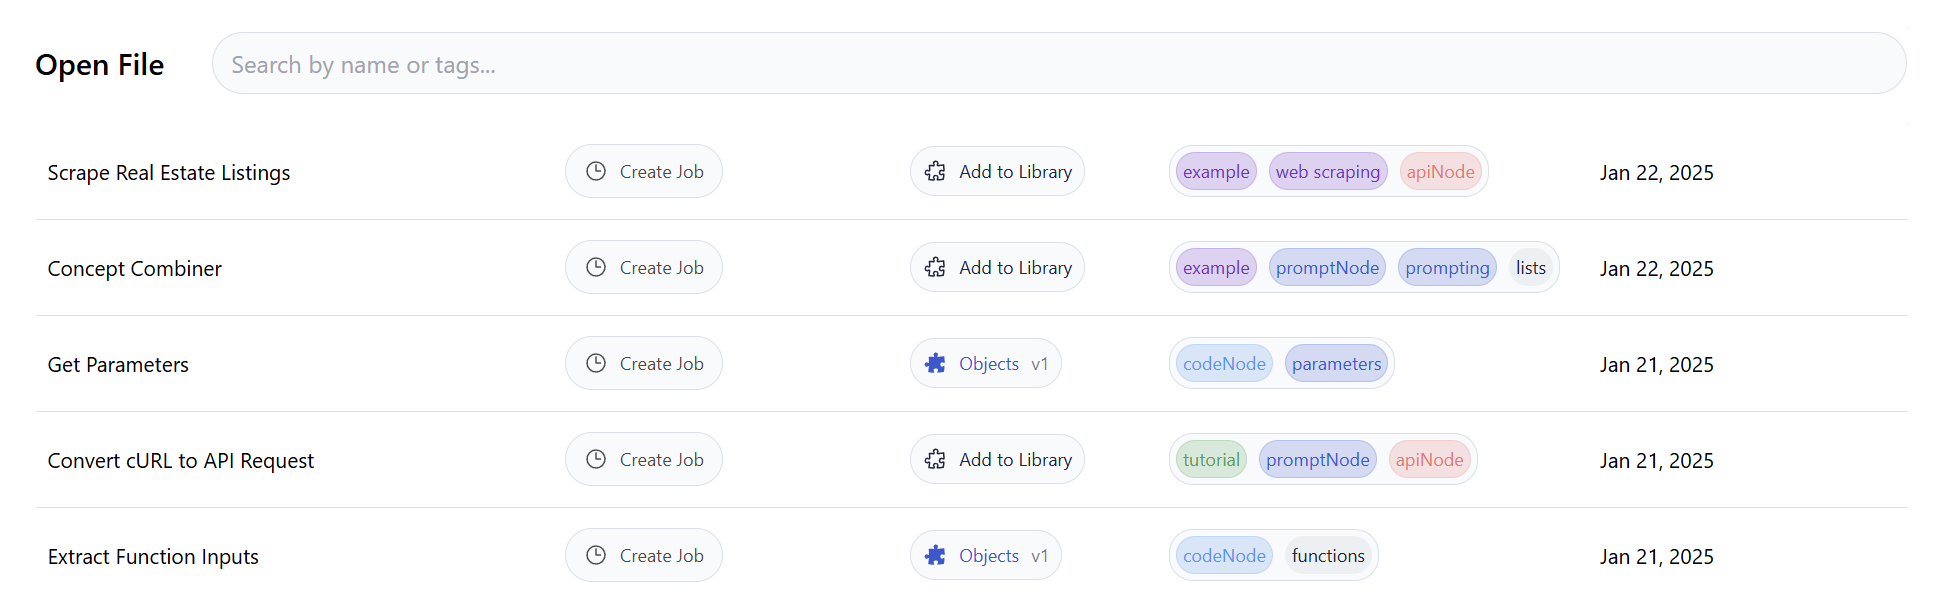 Open File Search by name or tags...
Scrape Real Estate Listings Create Job Add to Library example web scraping apiNode Jan 22, 2025
Concept Combiner Create Job Add to Library example promptNode prompting lists Jan 22, 2025
Get Parameters Create Job Objects v1 codeNode parameters Jan 21, 2025
Convert cURL to API Request Create Job Add to Library tutorial promptNode apiNode Jan 21, 2025
Extract Function Inputs Create Job Objects v1 codeNode functions Jan 21, 2025